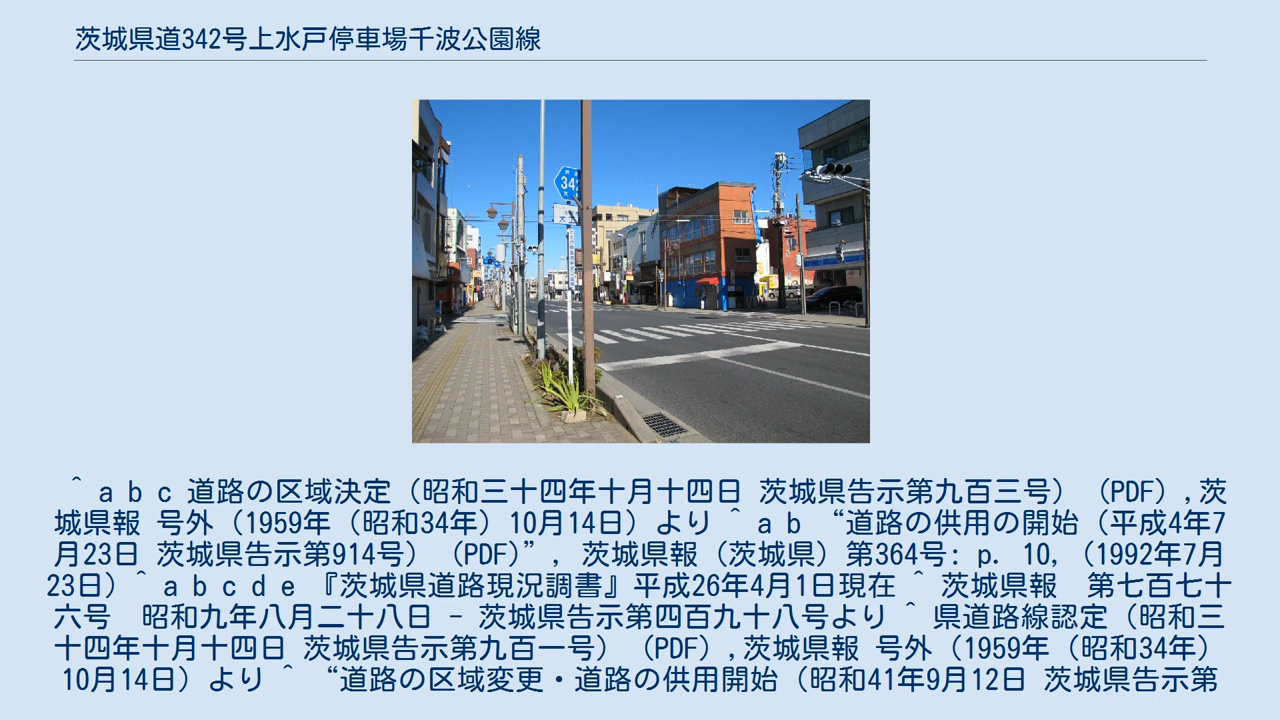 茨城県道342号上水戸停車場千波公園線
342
^ a b c 道路の区域決定（昭和三十四年十月十四日 茨城県告示第九百三号）（PDF）,茨
城県報 号外（1959年（昭和34年）10月14日）より ^ a b “道路の供用の開始（平成4年7
月23日 茨城県告示第914号）（PDF)”, 茨城県報（茨城県）第364号: p. 10,（1992年7月
23日）^ a b c d e 『茨城県道路現況調書』平成26年4月1日現在 ^ 茨城県報　第七百七十
六号　昭和九年八月二十八日 - 茨城県告示第四百九十八号より ^ 県道路線認定（昭和三
十四年十月十四日 茨城県告示第九百一号）（PDF）,茨城県報 号外（1959年（昭和34年）
10月14日）より ^ “道路の区域変更・道路の供用開始（昭和41年9月12日 茨城県告示第